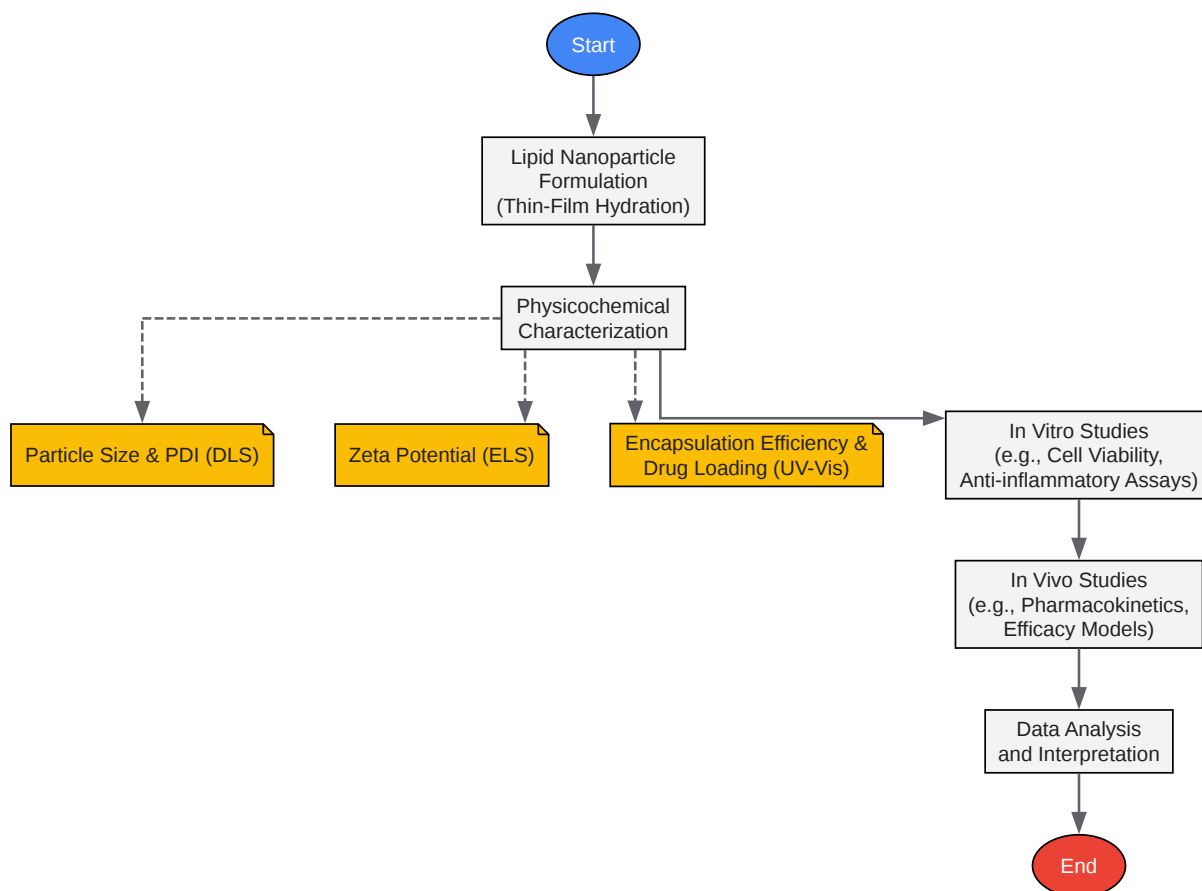 Start
Lipid Nanoparticle
Formulation
(Thin-Film Hydration)
Physicochemical
Characterization
Particle Size & PDI (DLS)
Zeta Potential (ELS)
Encapsulation Efficiency &
Drug Loading (UV-Vis)
In Vitro Studies
(e.g., Cell Viability,
Anti-inflammatory Assays)
In Vivo Studies
(e.g., Pharmacokinetics,
Efficacy Models)
Data Analysis
and Interpretation
End